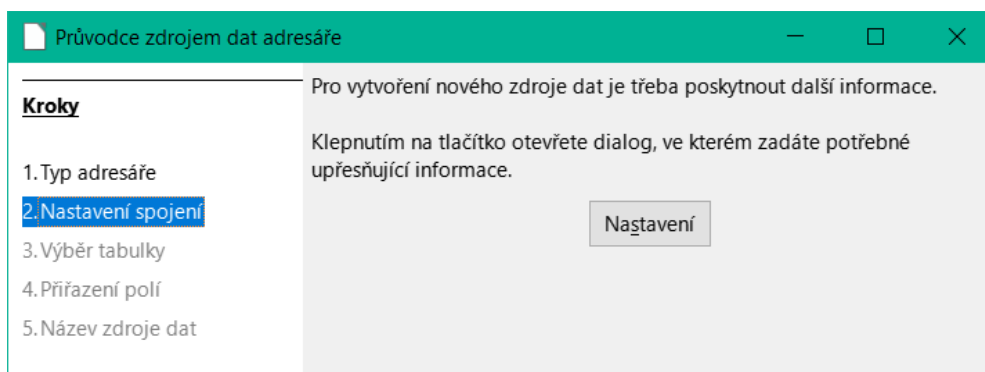 Průvodce zdrojem dat adresáře
Kroky
1. Typ adresáře
2. Nastavení spojení
3. Výběr tabulky
4. Přiřazení polí
5. Název zdroje dat
Pro vytvoření nového zdroje dat je třeba poskytnout další informace.
Klepnutím na tlačítko otevřete dialog, ve kterém zadáte potřebné
upřesňující informace.
Nastavení